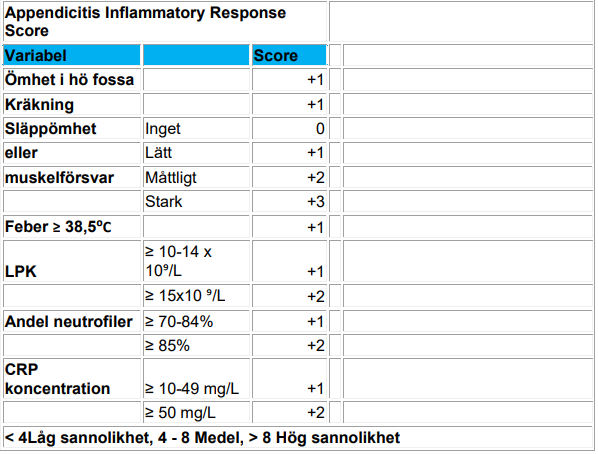 Appendicitis Inflammatory Response
Score
Variabel Score
Ömhet i hö fossa +1
Kräkning +1
Släppömhet Inget 0
eller Lätt +1
muskelförsvar Måttligt +2
Stark +3
Feber ≥ 38,5⁰C +1
≥ 10-14 x
LPK 10⁹/L +1
≥ 15x10 ⁹/L +2
Andel neutrofiler ≥ 70-84% +1
≥ 85% +2
CRP
koncentration ≥ 10-49 mg/L +1
≥ 50 mg/L +2
< 4Låg sannolikhet, 4 - 8 Medel, > 8 Hög sannolikhet